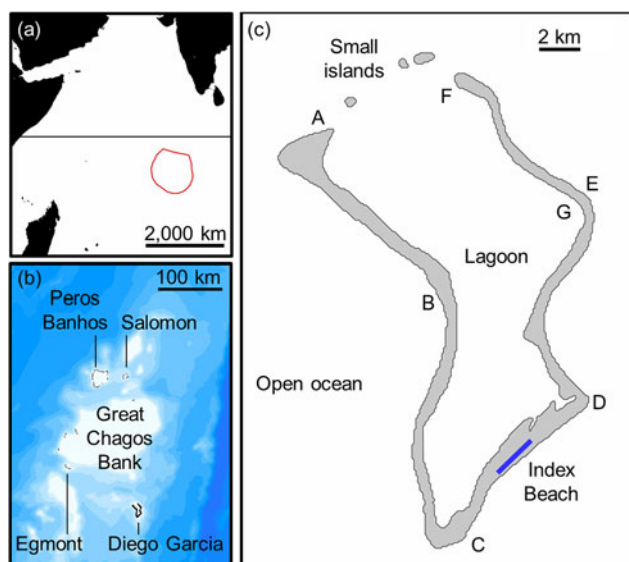 (a)
2,000 km
(b)
100 km
Peros
Banhos
Salomon
Great
Chagos
Bank
Egmont
Diego Garcia
(c)
Small
islands
2 km
F
A
E
G
Lagoon
B
Open ocean
D
Index
Beach
C